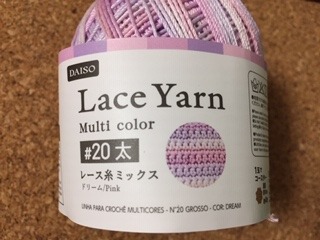 DAISO
Lace Yarn
Multi color
#20 太
レース糸ミックス
ドリーム/Pink
LINHA PARA CROCHÊ MULTICORES - N°20 GROSSO - COR: DREAM